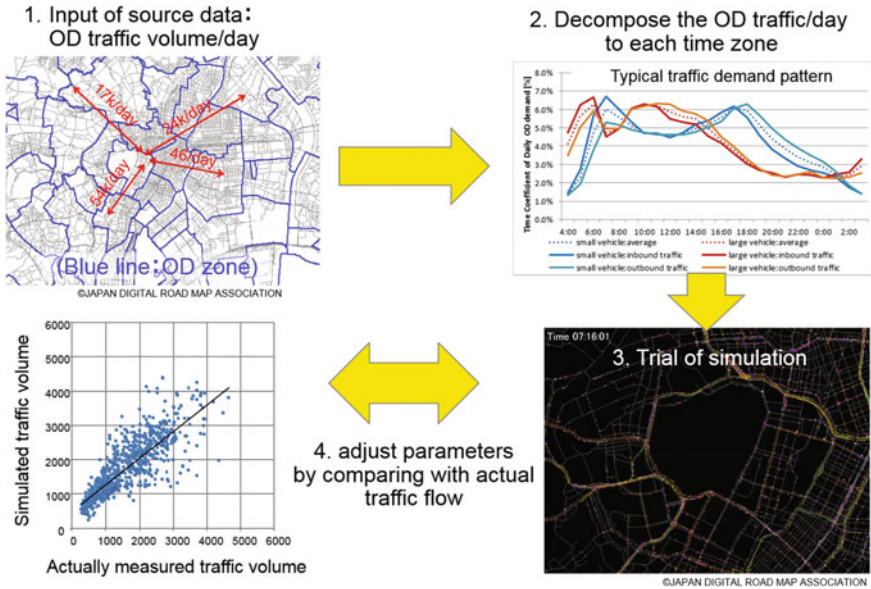 1. Input of source data:
OD traffic volume/day
17k/day
24k/day
46/day
54k/day
(Blue line:OD zone)
©JAPAN DIGITAL ROAD MAP ASSOCIATION
2. Decompose the OD traffic/day
to each time zone
Typical traffic demand pattern
Time Coefficient of Daily OD demand [%]
8.0%
7.0%
6.0%
5.0%
4.0%
3.0%
2.0%
1.0%
0.0%
4:00 6:00 8:00 10:00 12:00 14:00 16:00 18:00 20:00 22:00 0:00 2:00
small vehicle:average large vehicle:average
small vehicle:inbound traffic large vehicle:inbound traffic
small vehicle:outbound traffic large vehicle:outbound traffic
Time 07:16:01
3. Trial of simulation
©JAPAN DIGITAL ROAD MAP ASSOCIATION
4. adjust parameters
by comparing with actual
traffic flow
Simulated traffic volume
6000
5000
4000
3000
2000
1000
0
0 1000 2000 3000 4000 5000 6000
Actually measured traffic volume